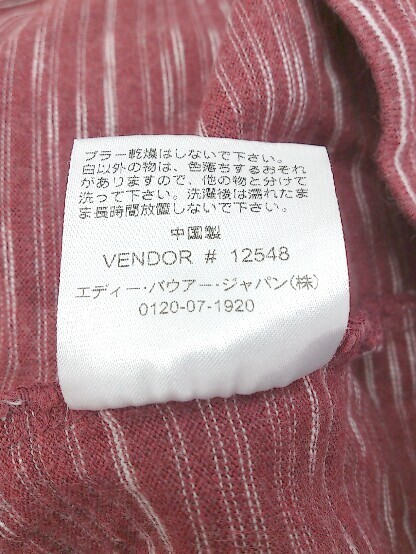 ブラー乾燥はしないで下さい。
白以外の物は、色落ちするおそれ
がありますので、他の物と分けて
洗って下さい。洗濯後は濡れたま
ま長時間放置しないで下さい。
中国製
VENDOR # 12548
エディー・バウアー・ジャパン(株)
0120-07-1920